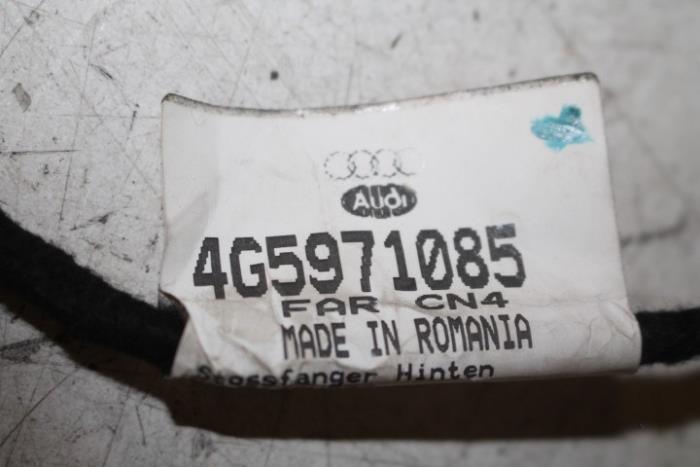 Audi
4G5971085
FAR CN4
MADE IN ROMANIA
Stossfanger Hinten